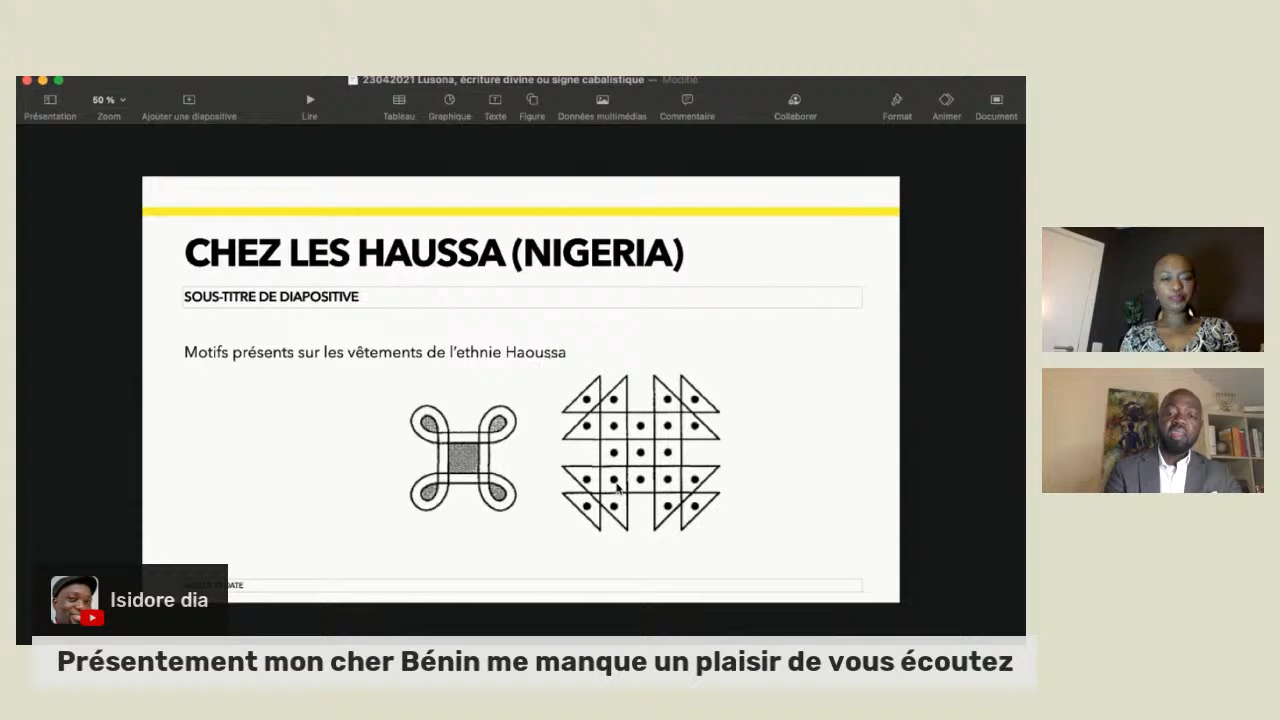 23042021 Lusona, écriture divine ou signe cabalistique — Modifié
50 %
Présentation Zoom Ajouter une diapositive Lire Tableau Graphique Texte Figure Données multimédias Commentaire Collaborer Format Animer Document
CHEZ LES HAUSSA (NIGERIA)
SOUS-TITRE DE DIAPOSITIVE
Motifs présents sur les vêtements de l'ethnie Haoussa
DATE
Isidore dia
Présentement mon cher Bénin me manque un plaisir de vous écoutez